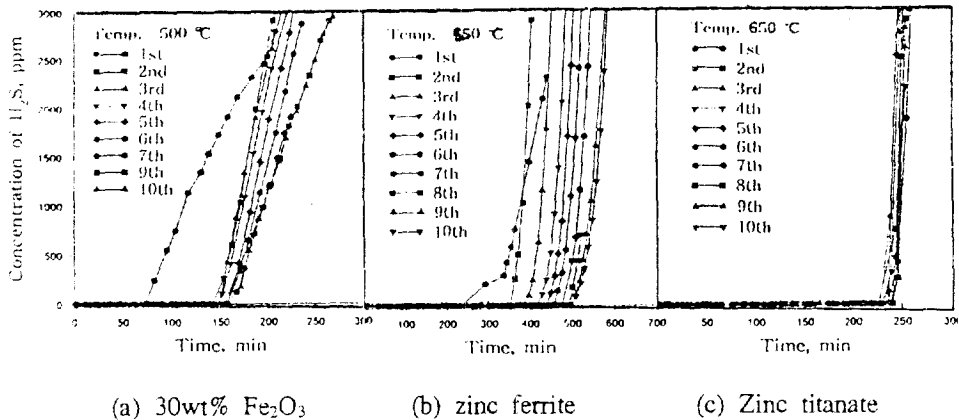 Concentration of H₂S, ppm
3000
2500
2000
1500
1000
500
0
Temp. 500 ℃
1st
2nd
3rd
4th
5th
6th
7th
9th
10th
0 50 100 150 200 250 300
Time, min
Temp. 650 ℃
1st
2nd
3rd
4th
5th
6th
7th
8th
9th
10th
100 200 300 400 500 600 700
Time, min
Temp. 650 ℃
1st
2nd
3rd
4th
5th
6th
7th
8th
9th
10th
50 100 150 200 250 300
Time, min
(a) 30wt% Fe₂O₃ (b) zinc ferrite (c) Zinc titanate